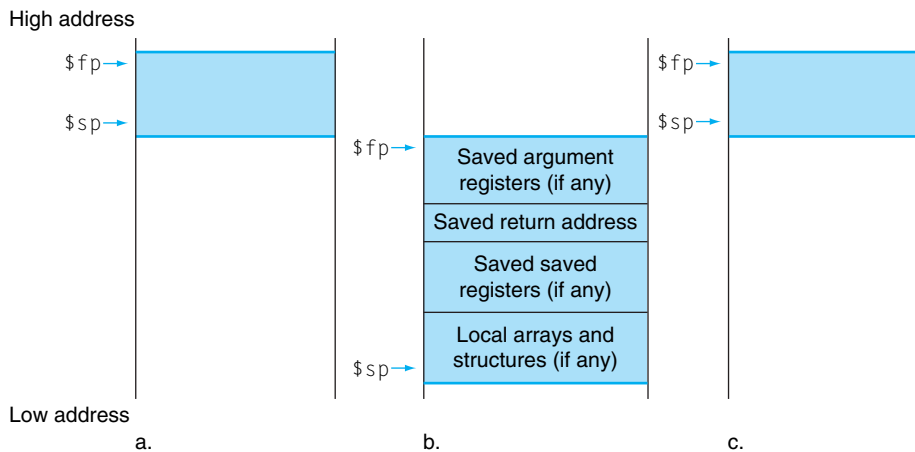 High address
$fp
$sp
$fp
Saved argument
registers (if any)
Saved return address
Saved saved
registers (if any)
Local arrays and
structures (if any)
$sp
$fp
$sp
Low address
a.
b.
c.